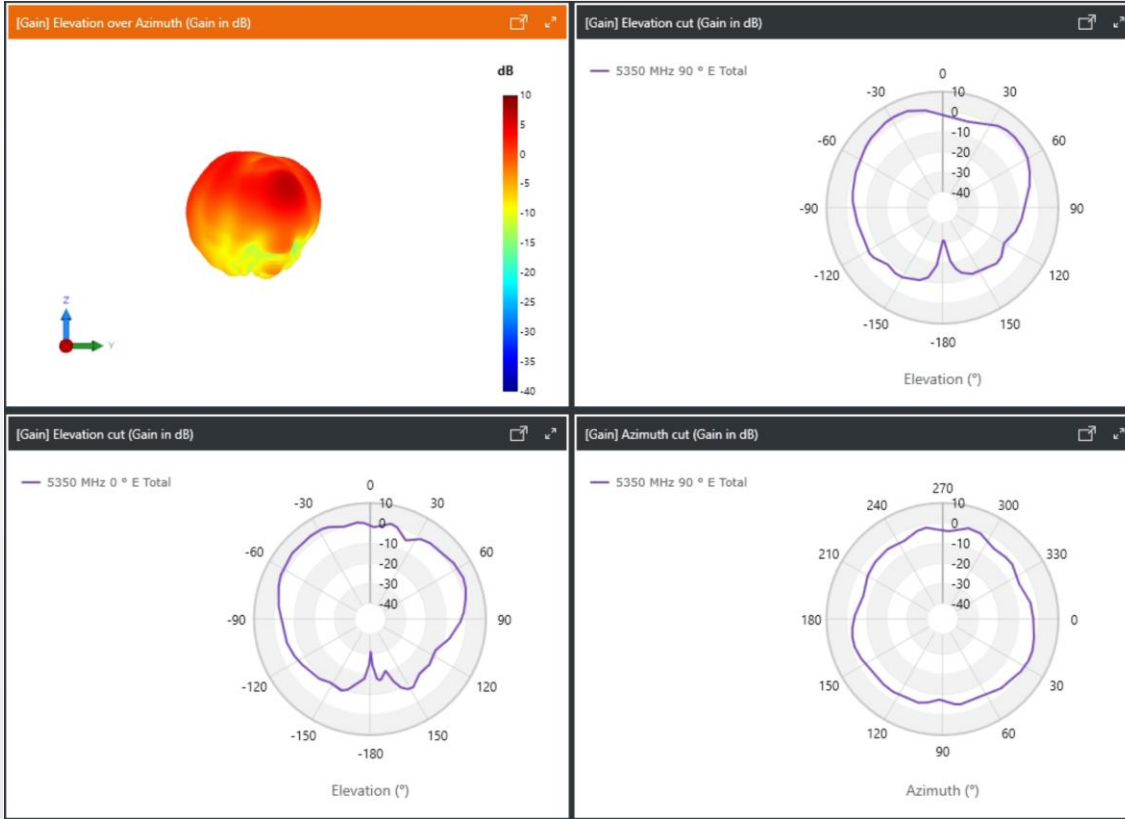 [Gain] Elevation over Azimuth (Gain in dB)
dB
10
5
0
-5
-10
-15
-20
-25
-30
-35
-40
Z
Y
[Gain] Elevation cut (Gain in dB)
5350 MHz 90 ° E Total
0
-30 10 30
0
-60 -10 60
-20
-30
-40
-90 90
-120 120
-150 150
-180
Elevation (°)
[Gain] Elevation cut (Gain in dB)
5350 MHz 0 ° E Total
0
-30 10 30
0
-60 -10 60
-20
-30
-40
-90 90
-120 120
-150 150
-180
Elevation (°)
[Gain] Azimuth cut (Gain in dB)
5350 MHz 90 ° E Total
270
240 10 300
0
210 -10 330
-20
-30
-40
180 0
150 30
120 60
90
Azimuth (°)